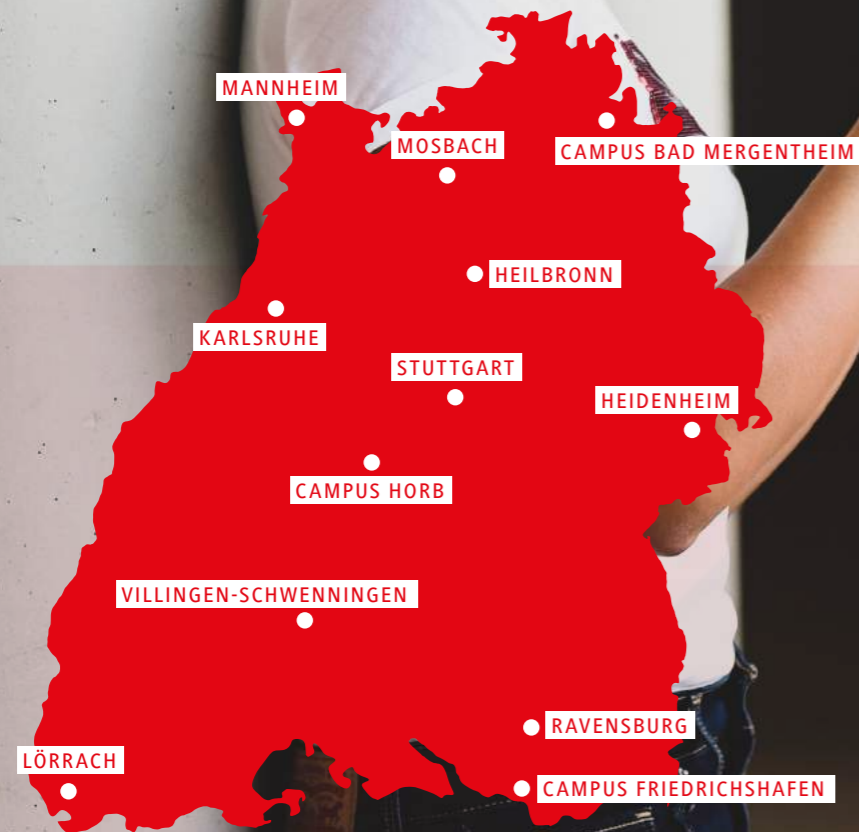 MANNHEIM
MOSBACH
CAMPUS BAD MERGENTHEIM
HEILBRONN
KARLSRUHE
STUTTGART
HEIDENHEIM
CAMPUS HORB
VILLINGEN-SCHWENNINGEN
RAVENSBURG
LÖRRACH
CAMPUS FRIEDRICHSHAFEN